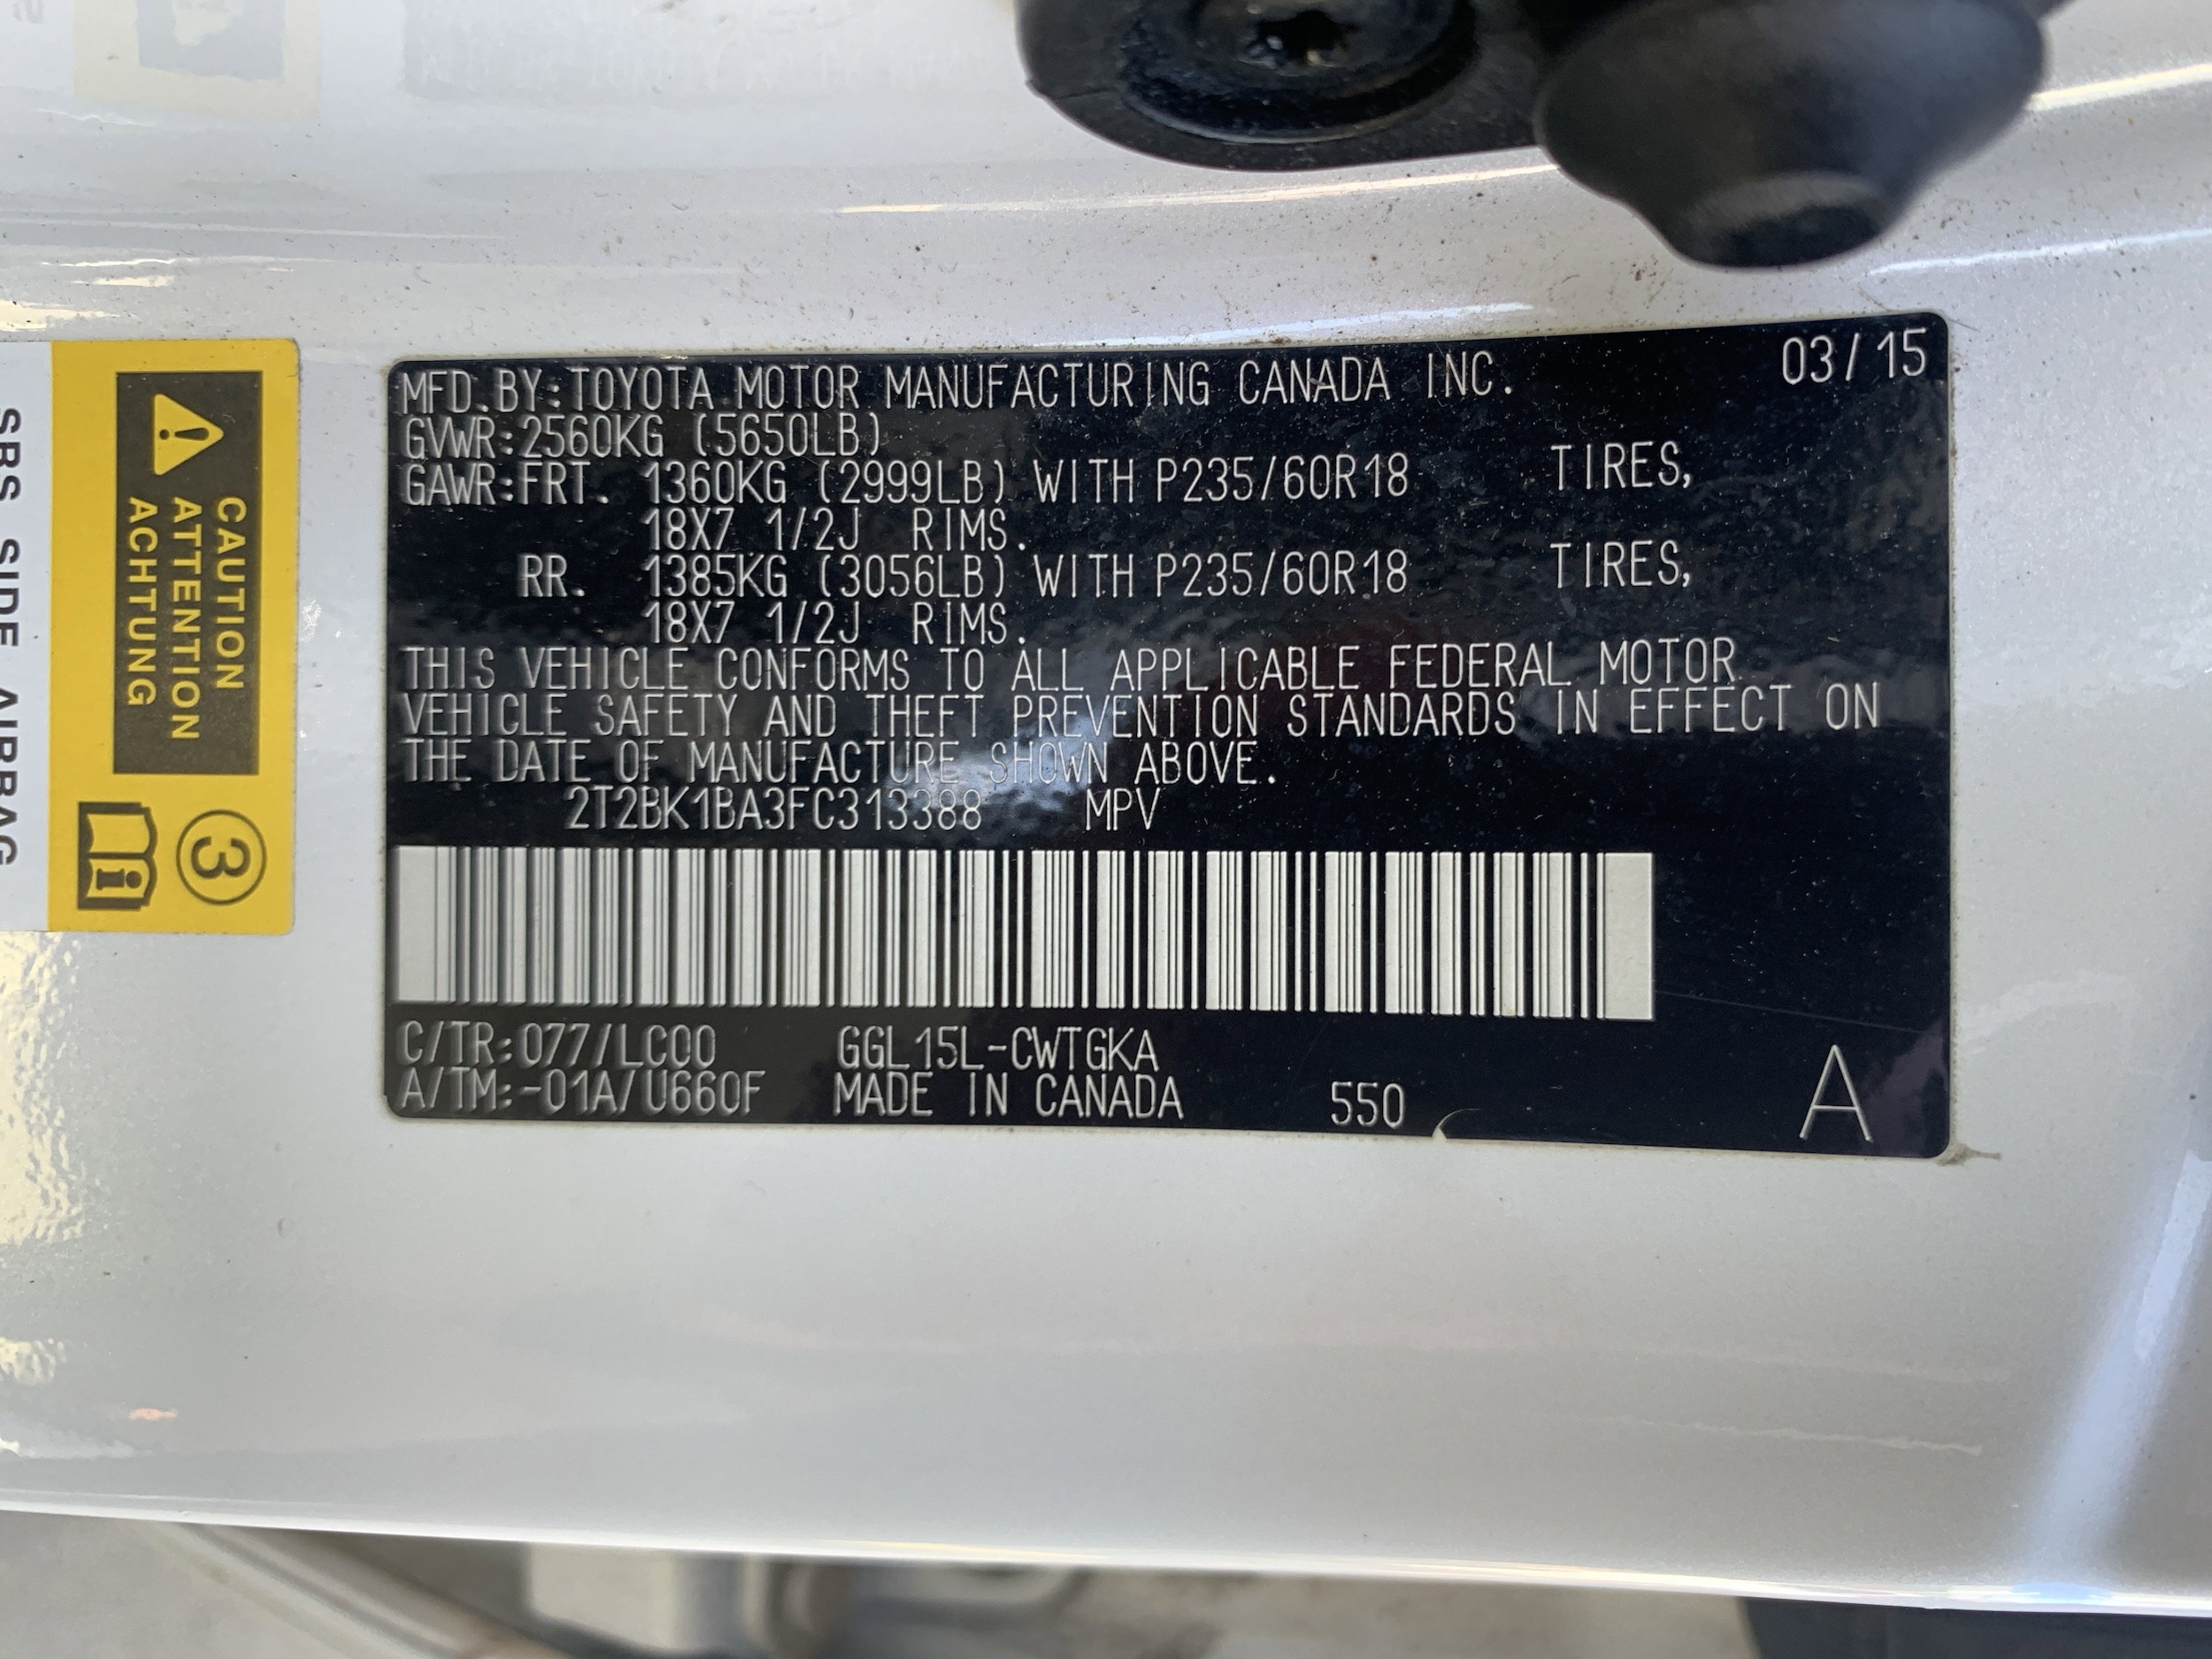 MFD.BY:TOYOTA MOTOR MANUFACTURING CANADA INC. 03/15
GVWR:2560KG (5650LB)
GAWR:FRT. 1360KG (2999LB) WITH P235/60R18 TIRES,
18X7 1/2J RIMS.
RR. 1385KG (3056LB) WITH P235/60R18 TIRES,
18X7 1/2J RIMS.
THIS VEHICLE CONFORMS TO ALL APPLICABLE FEDERAL MOTOR
VEHICLE SAFETY AND THEFT PREVENTION STANDARDS IN EFFECT ON
THE DATE OF MANUFACTURE SHOWN ABOVE.
2T2BK1BA3FC313388 MPV
C/TR:077/LC00 GGL15L-CWTGKA
A/TM:-01A/U660F MADE IN CANADA 550 A
CAUTION
ATTENTION
ACHTUNG
3
SRS SIDE AIRBAG